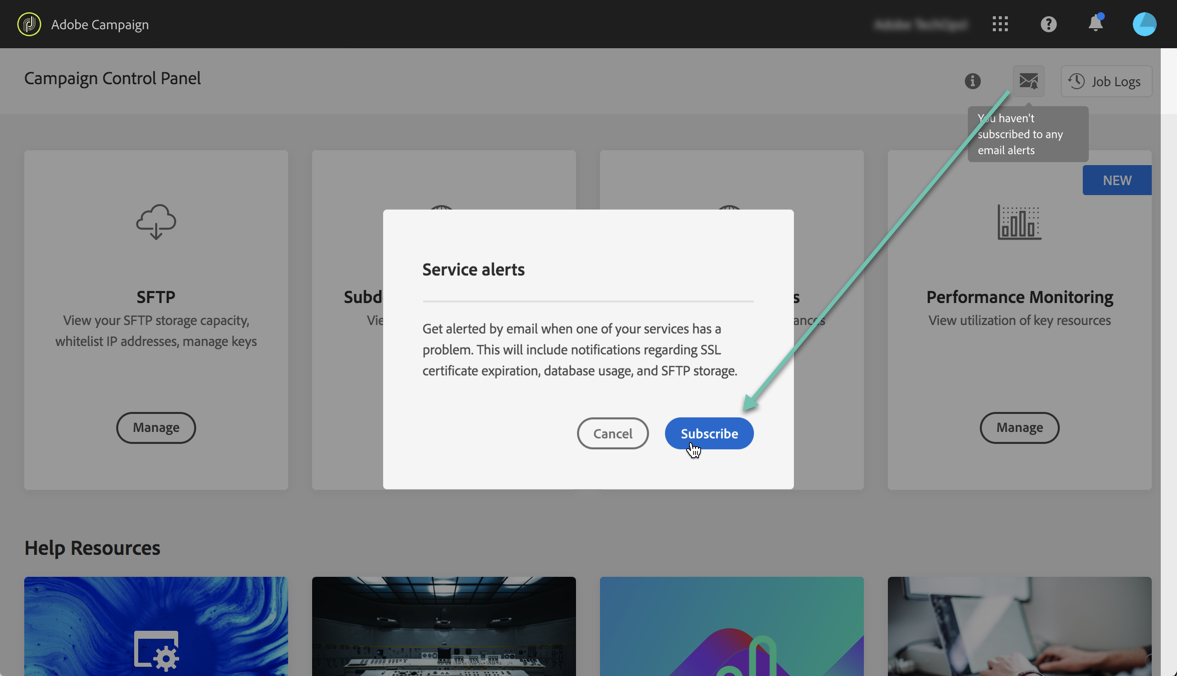 Adobe Campaign
Campaign Control Panel
Job Logs
You haven't
subscribed to any
email alerts
NEW
SFTP
View your SFTP storage capacity,
whitelist IP addresses, manage keys
Manage
Subd
Vie
s
ances
Performance Monitoring
View utilization of key resources
Manage
Service alerts
Get alerted by email when one of your services has a
problem. This will include notifications regarding SSL
certificate expiration, database usage, and SFTP storage.
Cancel
Subscribe
Help Resources